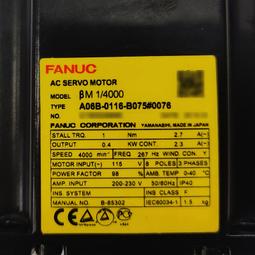 FANUC
AC SERVO MOTOR
MODEL βM 1/4000
TYPE A06B-0116-B075#0076
NO.
FANUC CORPORATION YAMANASHI, MADE IN JAPAN
STALL TRQ. 1 Nm 2.7 A(~)
OUTPUT 0.4 KW CONT. 2.3 A(~)
SPEED 4000 min⁻¹ FREQ 267 Hz WIND. CON. Y
MOTOR INPUT(~) 115 V 8 POLES 3 PHASES
POWER FACTOR 98 % AMB. TEMP 0-40 °C
AMP INPUT 200-230 V 50/60Hz IP40
INS SYSTEM INS CLASS F
MANUAL NO. B-65302 IEC60034-1 1.5 kg